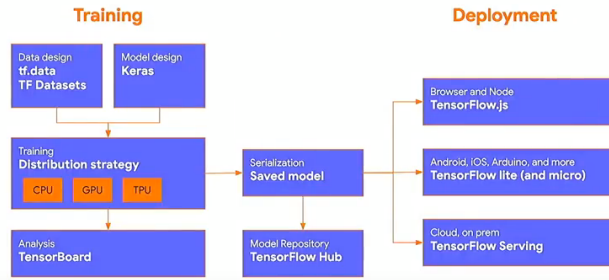 Training
Deployment
Data design
tf.data
TF Datasets
Model design
Keras
Browser and Node
TensorFlow.js
Training
Distribution strategy
CPU
GPU
TPU
Serialization
Saved model
Android, iOS, Arduino, and more
TensorFlow lite (and micro)
Analysis
TensorBoard
Model Repository
TensorFlow Hub
Cloud, on prem
TensorFlow Serving